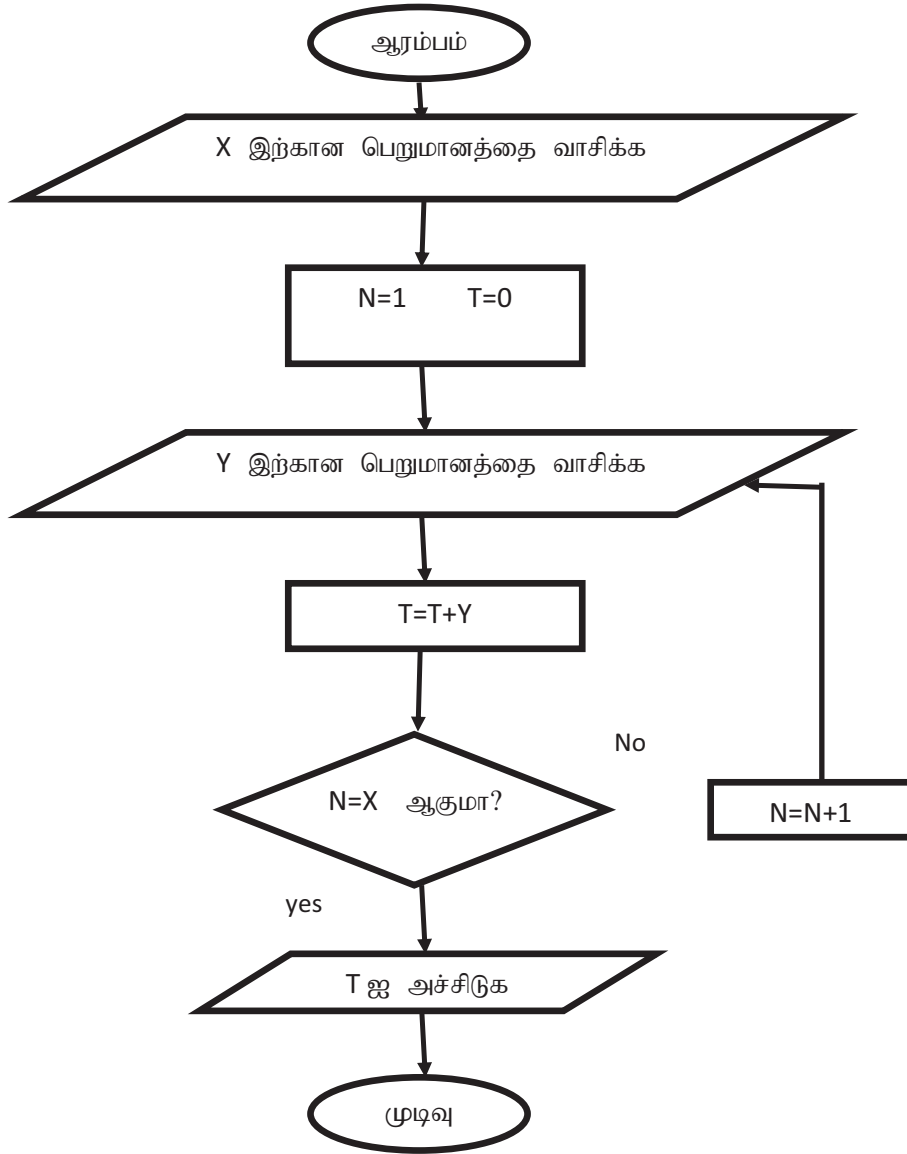 ஆரம்பம்
X இற்கான பெறுமானத்தை வாசிக்க
N=1 T=0
Y இற்கான பெறுமானத்தை வாசிக்க
T=T+Y
No
N=X ஆகுமா?
N=N+1
yes
T ஐ அச்சிடுக
முடிவு